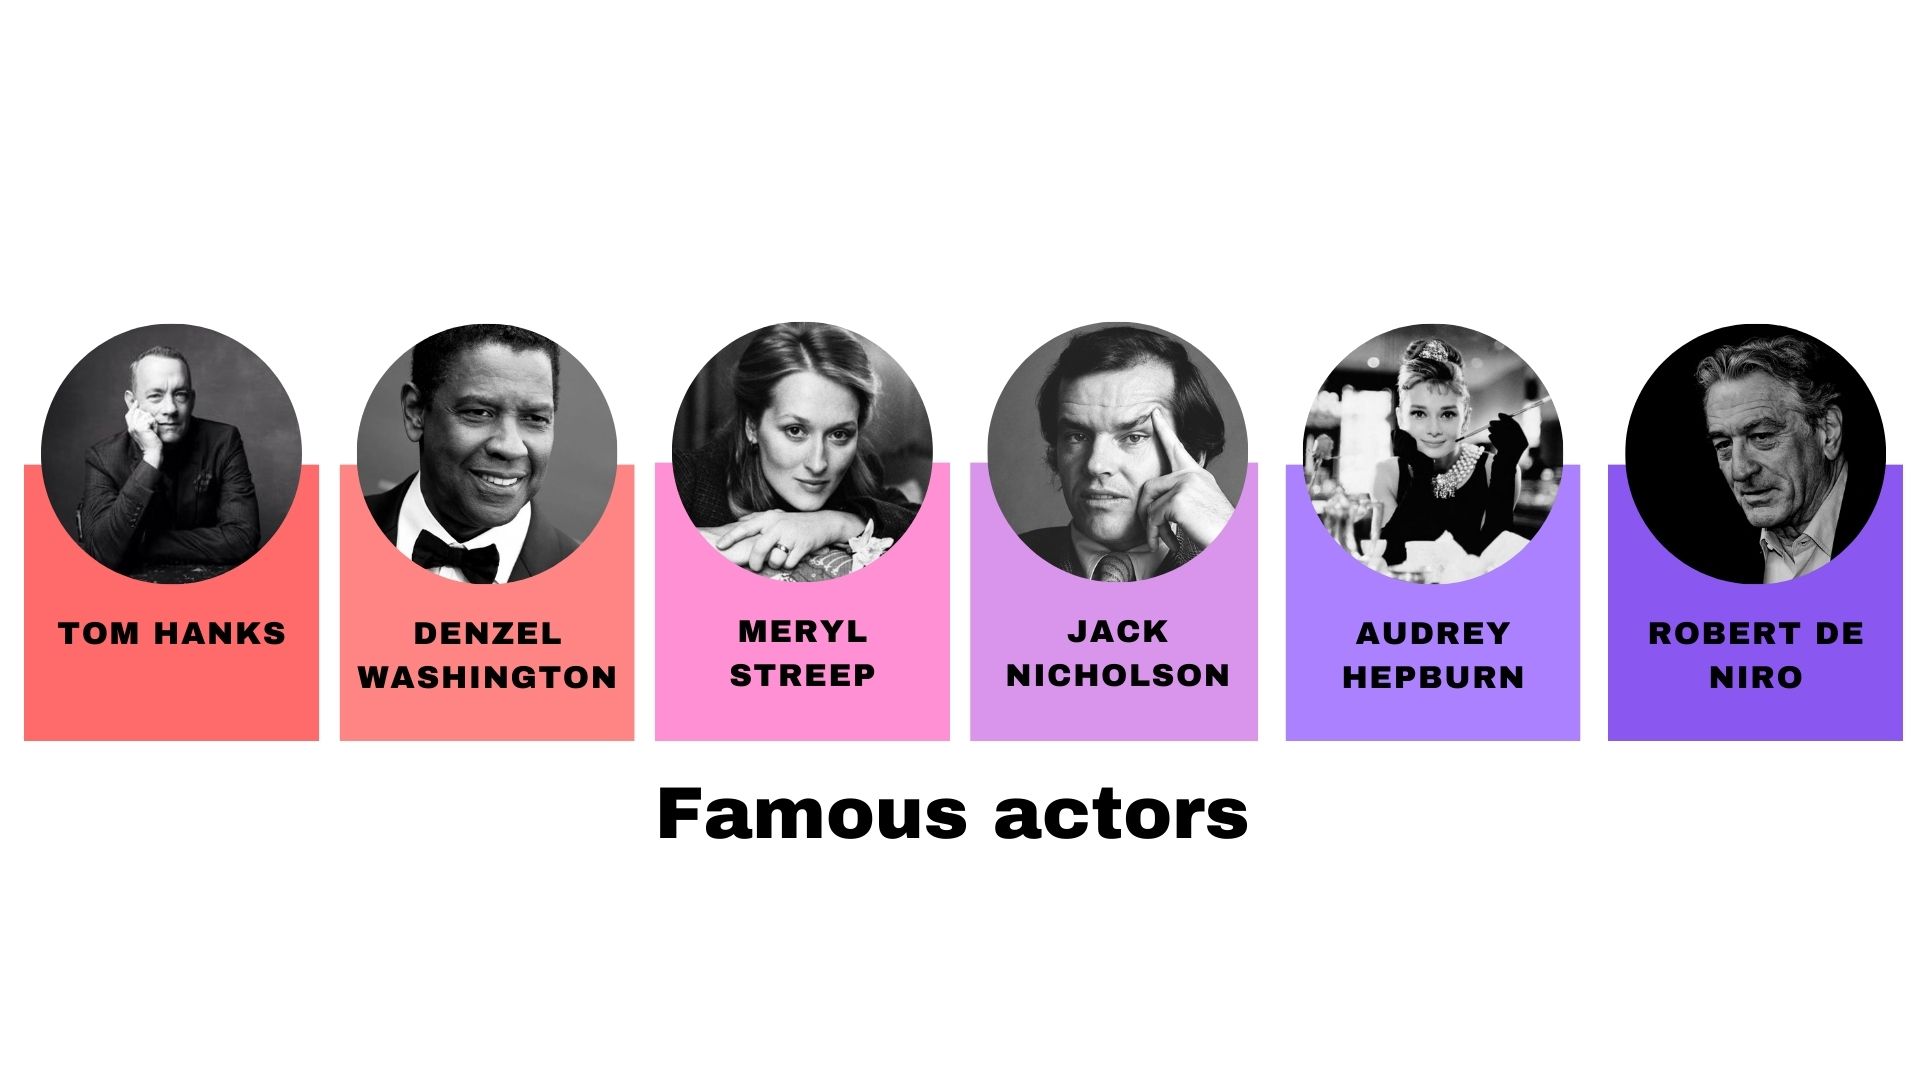 TOM HANKS
DENZEL
WASHINGTON
MERYL
STREEP
JACK
NICHOLSON
AUDREY
HEPBURN
ROBERT DE
NIRO
Famous actors